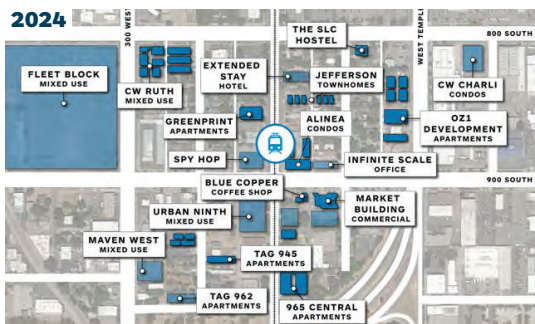 2024
300 WEST
WEST TEMPLE
800 SOUTH
THE SLC
HOSTEL
FLEET BLOCK
MIXED USE
CW RUTH
MIXED USE
EXTENDED
STAY
HOTEL
JEFFERSON
TOWNHOMES
CW CHARLI
CONDOS
GREENPRINT
APARTMENTS
ALINEA
CONDOS
OZ1
DEVELOPMENT
APARTMENTS
SPY HOP
INFINITE SCALE
OFFICE
900 SOUTH
BLUE COPPER
COFFEE SHOP
URBAN NINTH
MIXED USE
MARKET
BUILDING
COMMERCIAL
MAVEN WEST
MIXED USE
TAG 945
APARTMENTS
TAG 962
APARTMENTS
965 CENTRAL
APARTMENTS